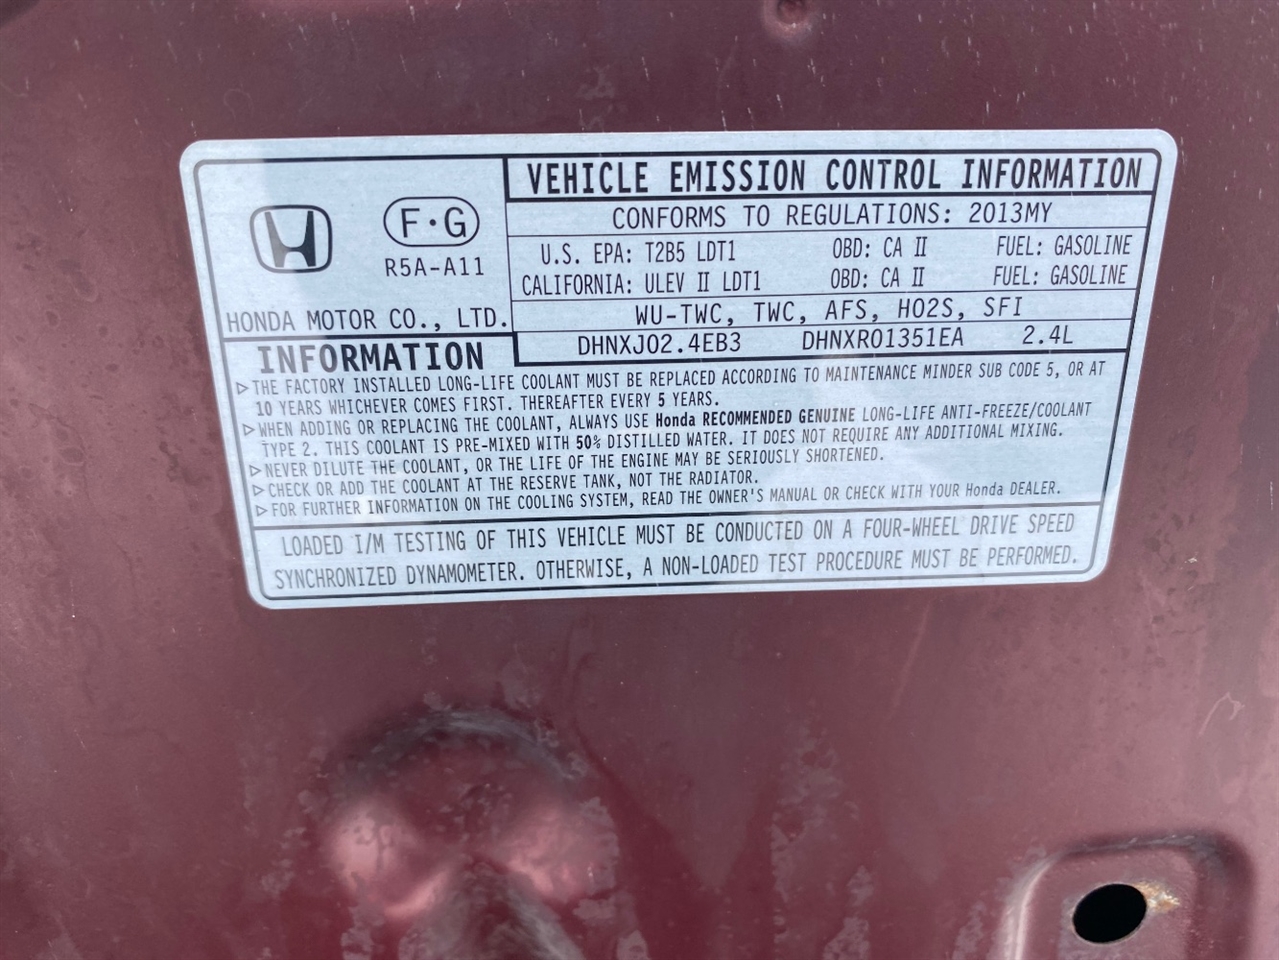 VEHICLE EMISSION CONTROL INFORMATION
F·G
R5A-A11
HONDA MOTOR CO., LTD.
CONFORMS TO REGULATIONS: 2013MY
U.S. EPA: T2B5 LDT1 OBD: CA II FUEL: GASOLINE
CALIFORNIA: ULEV II LDT1 OBD: CA II FUEL: GASOLINE
WU-TWC, TWC, AFS, HO2S, SFI
DHNXJ02.4EB3 DHNXR01351EA 2.4L
INFORMATION
▷THE FACTORY INSTALLED LONG-LIFE COOLANT MUST BE REPLACED ACCORDING TO MAINTENANCE MINDER SUB CODE 5, OR AT
10 YEARS WHICHEVER COMES FIRST. THEREAFTER EVERY 5 YEARS.
▷WHEN ADDING OR REPLACING THE COOLANT, ALWAYS USE Honda RECOMMENDED GENUINE LONG-LIFE ANTI-FREEZE/COOLANT
TYPE 2. THIS COOLANT IS PRE-MIXED WITH 50% DISTILLED WATER. IT DOES NOT REQUIRE ANY ADDITIONAL MIXING.
▷NEVER DILUTE THE COOLANT, OR THE LIFE OF THE ENGINE MAY BE SERIOUSLY SHORTENED.
▷CHECK OR ADD THE COOLANT AT THE RESERVE TANK, NOT THE RADIATOR.
▷FOR FURTHER INFORMATION ON THE COOLING SYSTEM, READ THE OWNER'S MANUAL OR CHECK WITH YOUR Honda DEALER.
LOADED I/M TESTING OF THIS VEHICLE MUST BE CONDUCTED ON A FOUR-WHEEL DRIVE SPEED
SYNCHRONIZED DYNAMOMETER. OTHERWISE, A NON-LOADED TEST PROCEDURE MUST BE PERFORMED.